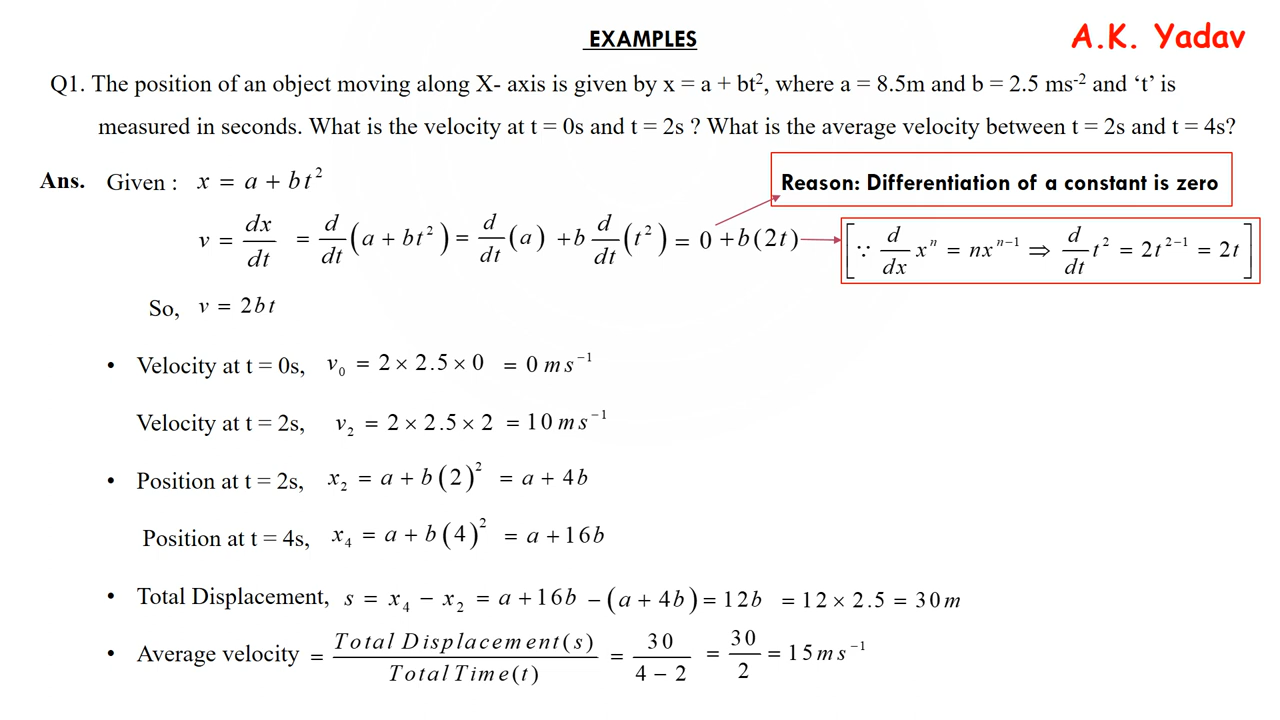 EXAMPLES
A.K. Yadav
Q1. The position of an object moving along X- axis is given by x = a + bt², where a = 8.5m and b = 2.5 ms⁻² and ‘t’ is
measured in seconds. What is the velocity at t = 0s and t = 2s ? What is the average velocity between t = 2s and t = 4s?
Ans. Given : x = a + bt²
Reason: Differentiation of a constant is zero
v = dx/dt = d/dt (a + bt²) = d/dt (a) + b d/dt (t²) = 0 + b(2t)
[∵ d/dx xⁿ = nxⁿ⁻¹ ⇒ d/dt t² = 2t²⁻¹ = 2t]
So, v = 2bt
• Velocity at t = 0s, v₀ = 2 × 2.5 × 0 = 0 ms⁻¹
Velocity at t = 2s, v₂ = 2 × 2.5 × 2 = 10 ms⁻¹
• Position at t = 2s, x₂ = a + b(2)² = a + 4b
Position at t = 4s, x₄ = a + b(4)² = a + 16b
• Total Displacement, s = x₄ − x₂ = a + 16b − (a + 4b) = 12b = 12 × 2.5 = 30 m
• Average velocity = Total Displacement(s) / Total Time(t) = 30 / (4 − 2) = 30/2 = 15 ms⁻¹